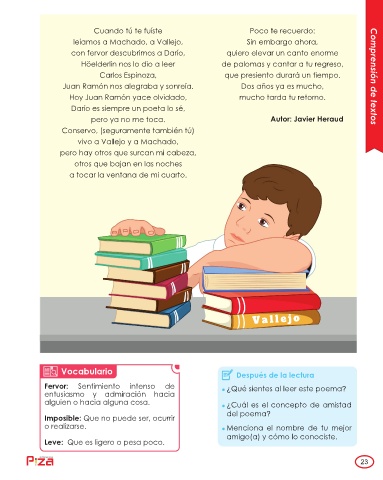 Cuando tú te fuiste
leíamos a Machado, a Vallejo,
con fervor descubrimos a Darío.
Höelderlin nos lo dio a leer
Carlos Espinoza,
Juan Ramón nos alegraba y sonreía.
Hoy Juan Ramón yace olvidado,
Darío es siempre un poeta lo sé,
pero ya no me toca.
Conservo, (seguramente también tú)
vivo a Vallejo y a Machado,
pero hay otros que surcan mi cabeza,
otros que bajan en las noches
a tocar la ventana de mi cuarto.
Poco te recuerdo:
Sin embargo ahora,
quiero elevar un canto enorme
de palomas y cantar a tu regreso,
que presiento durará un tiempo.
Dos años ya es mucho,
mucho tarda tu retorno.
Autor: Javier Heraud
Comprensión de textos
Vallejo
Vocabulario
Fervor: Sentimiento intenso de
entusiasmo y admiración hacia
alguien o hacia alguna cosa.
Imposible: Que no puede ser, ocurrir
o realizarse.
Leve: Que es ligero o pesa poco.
Después de la lectura
• ¿Qué sientes al leer este poema?
• ¿Cuál es el concepto de amistad
del poema?
• Menciona el nombre de tu mejor
amigo(a) y cómo lo conociste.
P¡zA
23